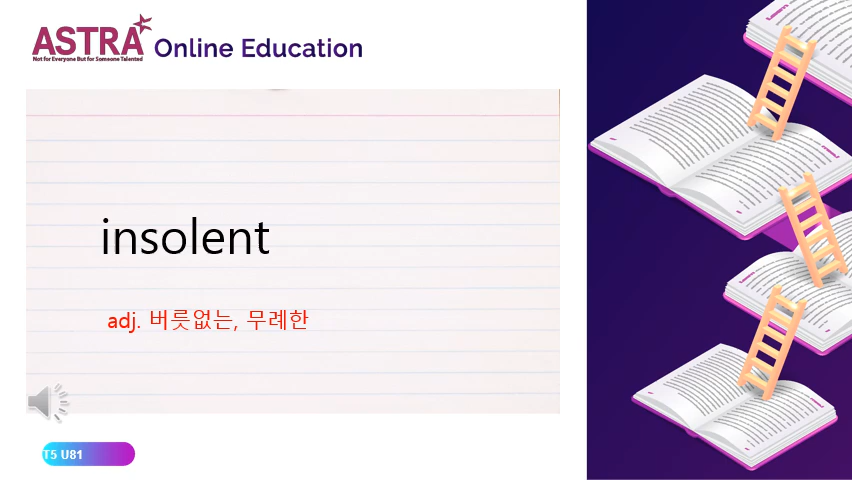 ASTRA
Not for Everyone But for Someone Talented
Online Education
insolent
adj. 버릇없는, 무례한
T5 U81